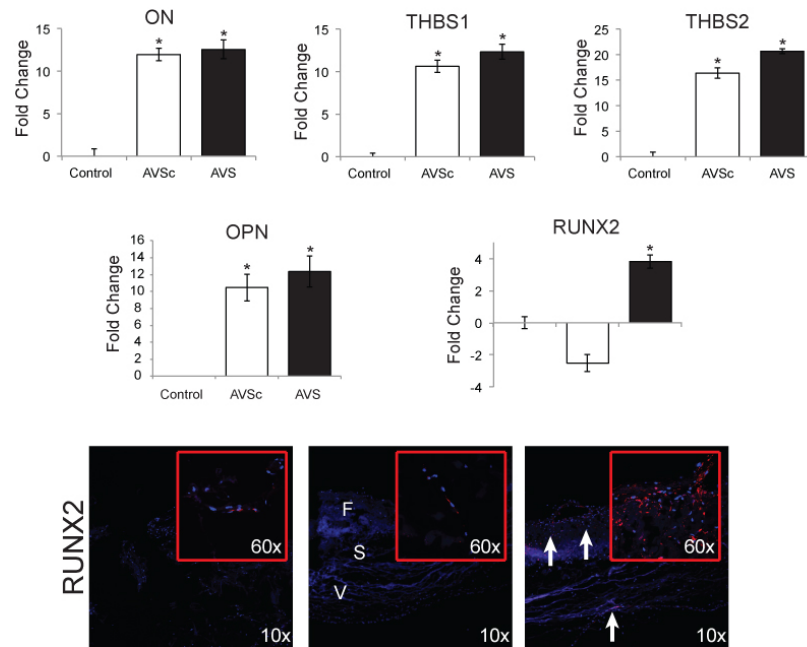 ON
THBS1
THBS2
Fold Change
15
10
5
0
*
*
Control
AVSc
AVS
Fold Change
15
10
5
0
*
*
Control
AVSc
AVS
Fold Change
25
20
15
10
5
0
*
*
Control
AVSc
AVS
OPN
RUNX2
Fold Change
16
14
12
10
8
6
4
2
0
*
*
Control
AVSc
AVS
Fold Change
4
2
0
-2
-4
*
RUNX2
60x
10x
F
S
V
60x
10x
60x
10x